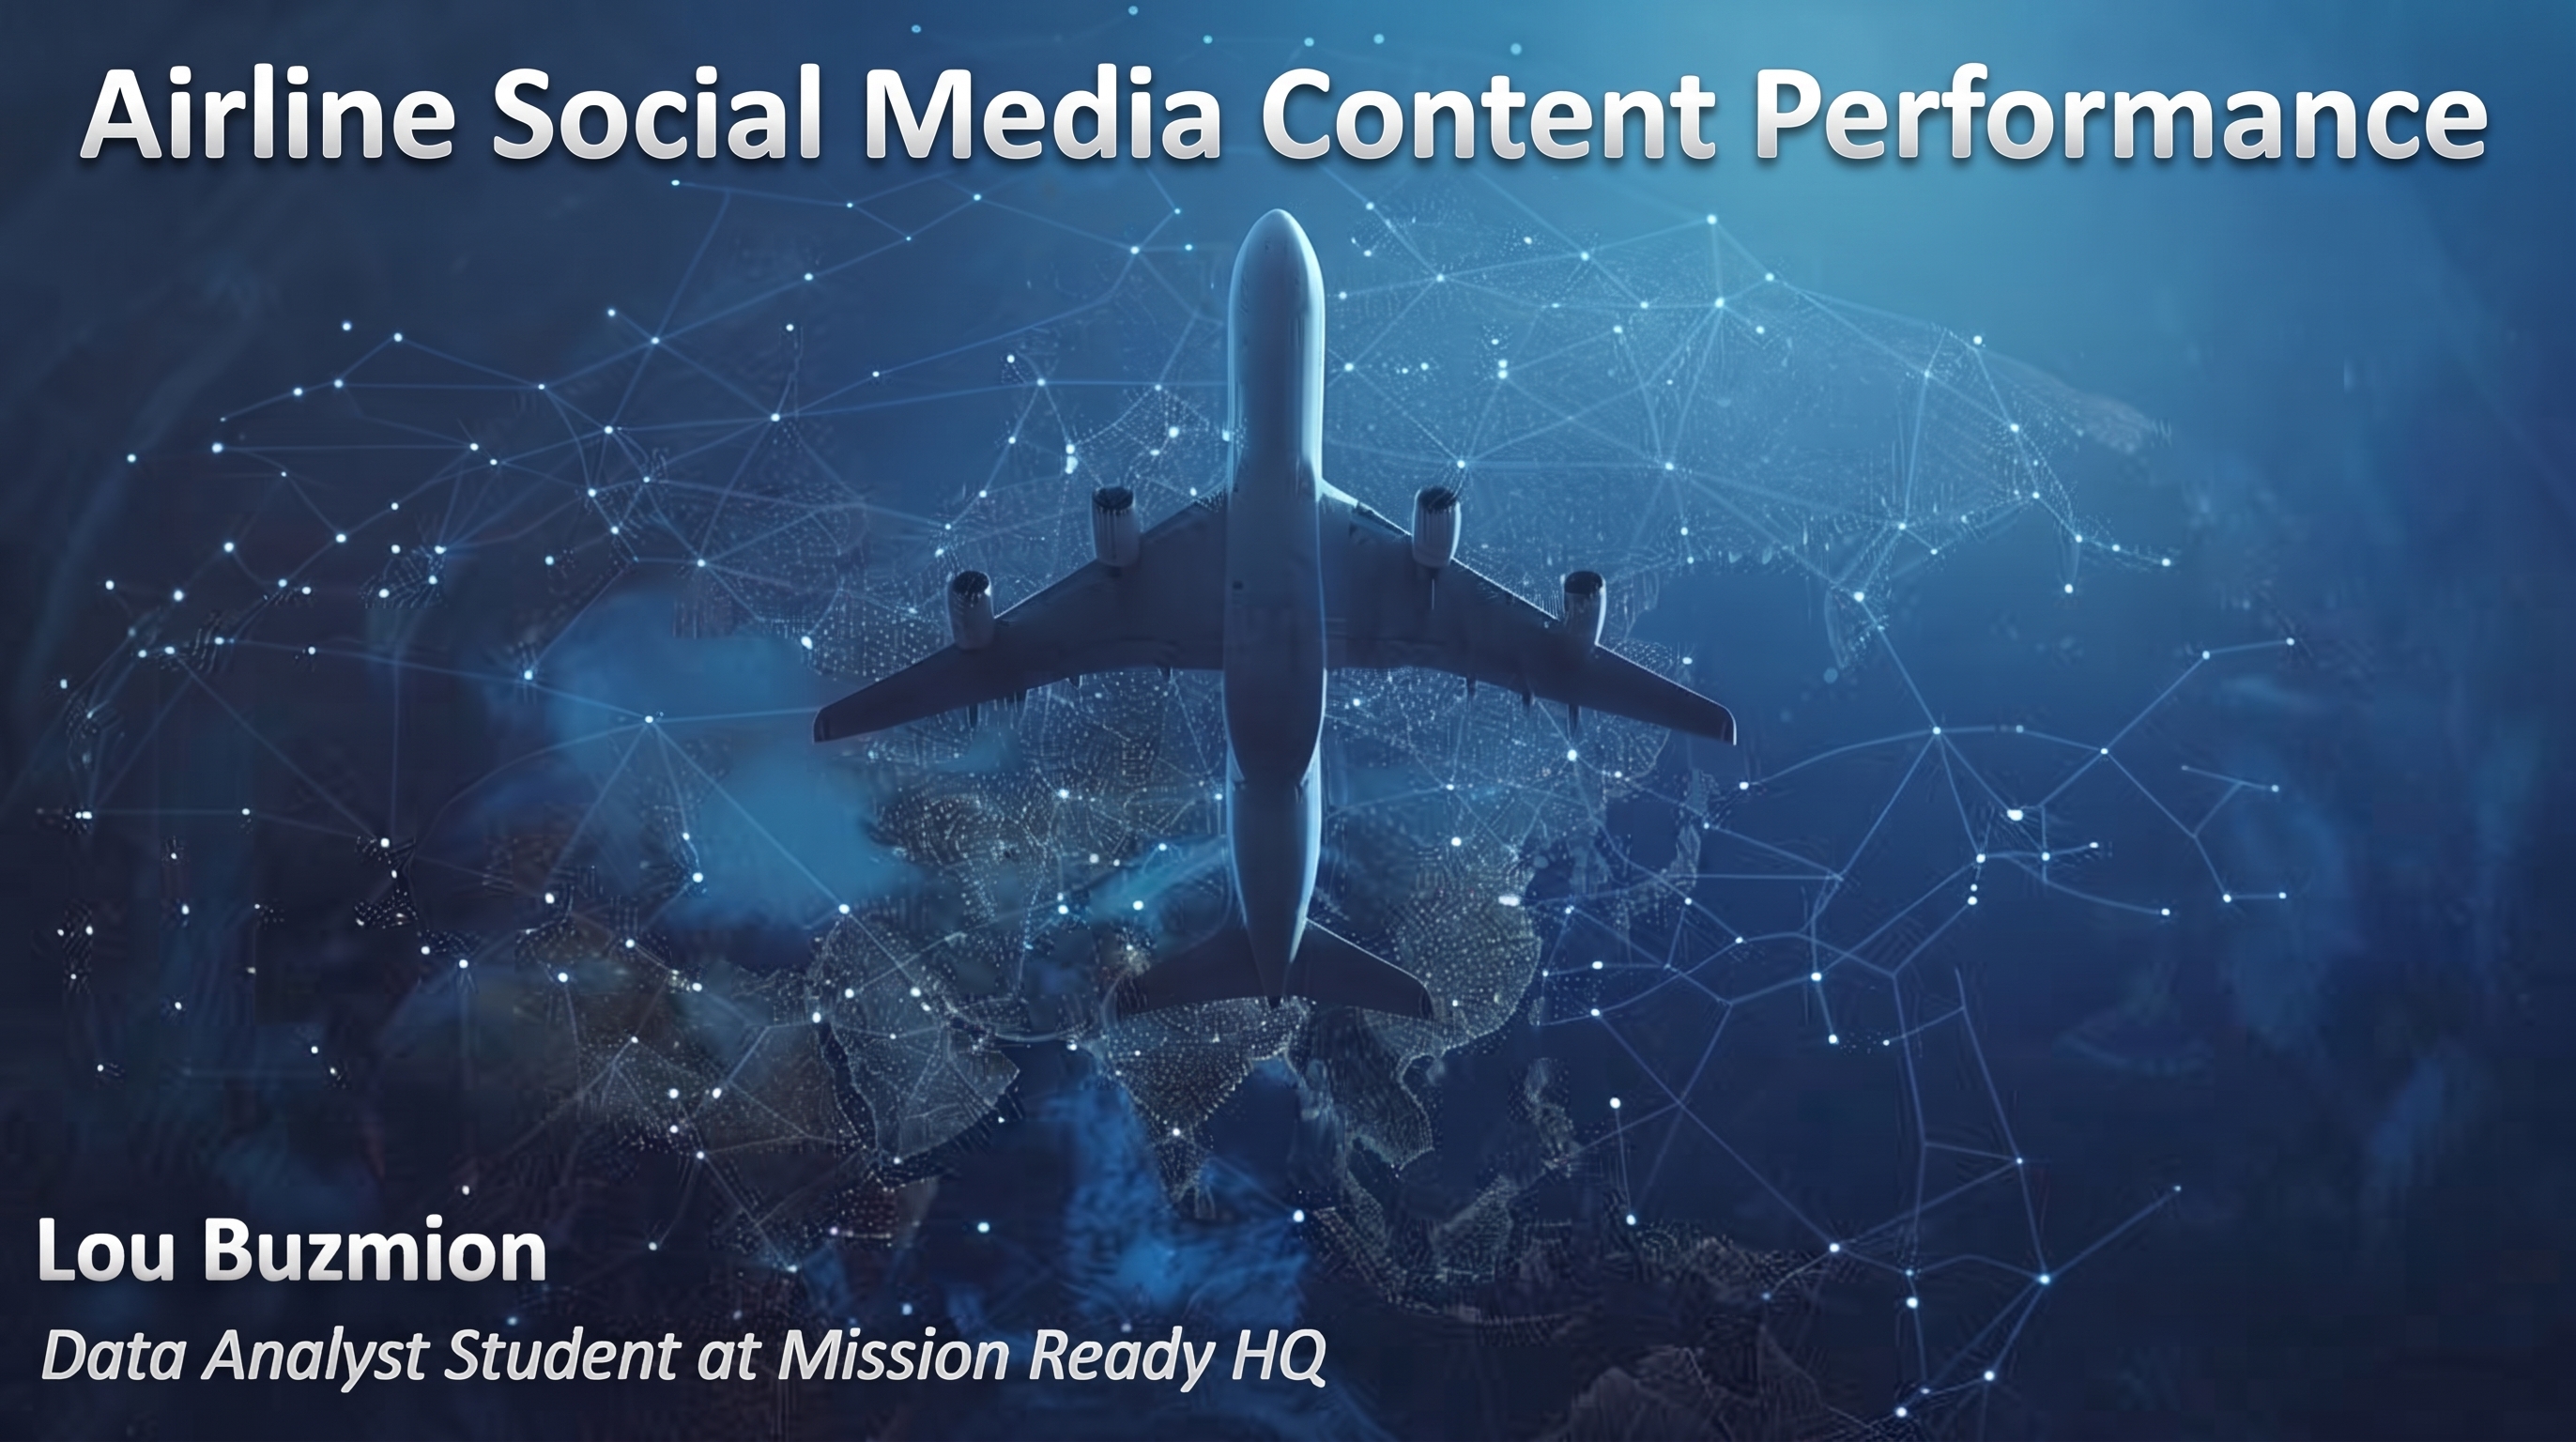 Airline Social Media Content Performance
Lou Buzmion
Data Analyst Student at Mission Ready HQ